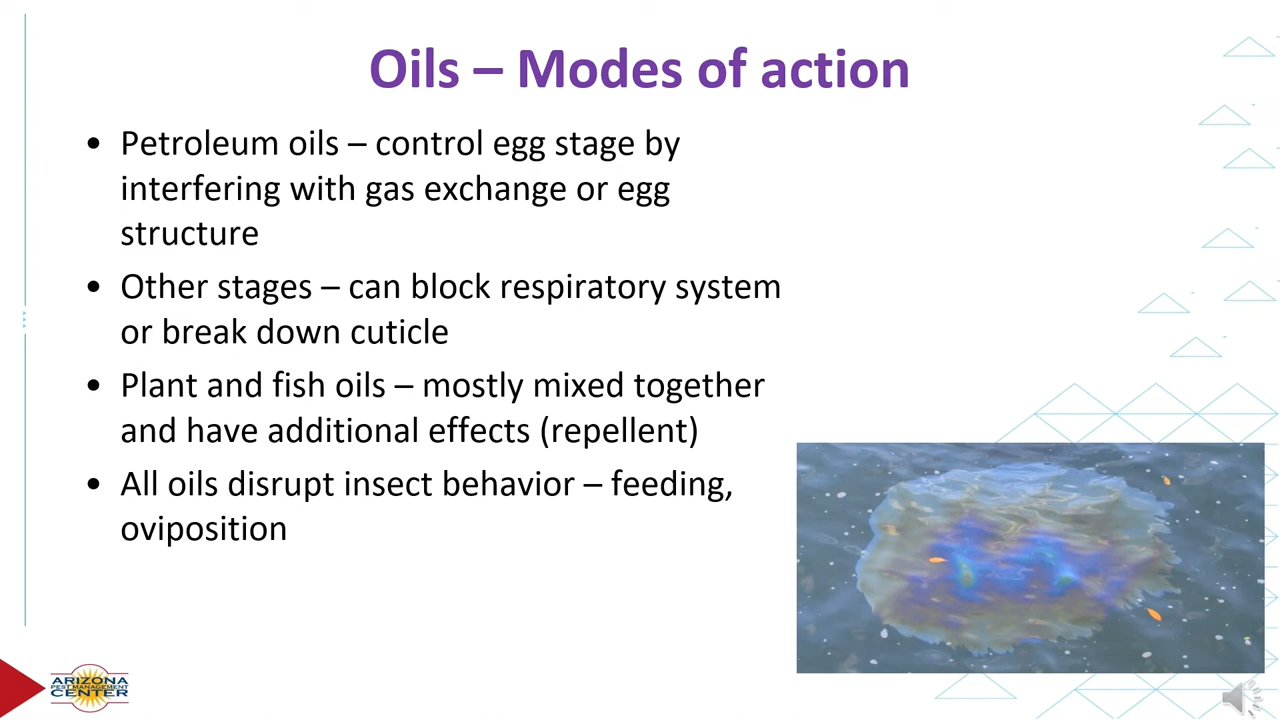 Oils – Modes of action
• Petroleum oils – control egg stage by
interfering with gas exchange or egg
structure
• Other stages – can block respiratory system
or break down cuticle
• Plant and fish oils – mostly mixed together
and have additional effects (repellent)
• All oils disrupt insect behavior – feeding,
oviposition
ARIZONA
PEST MANAGEMENT
CENTER